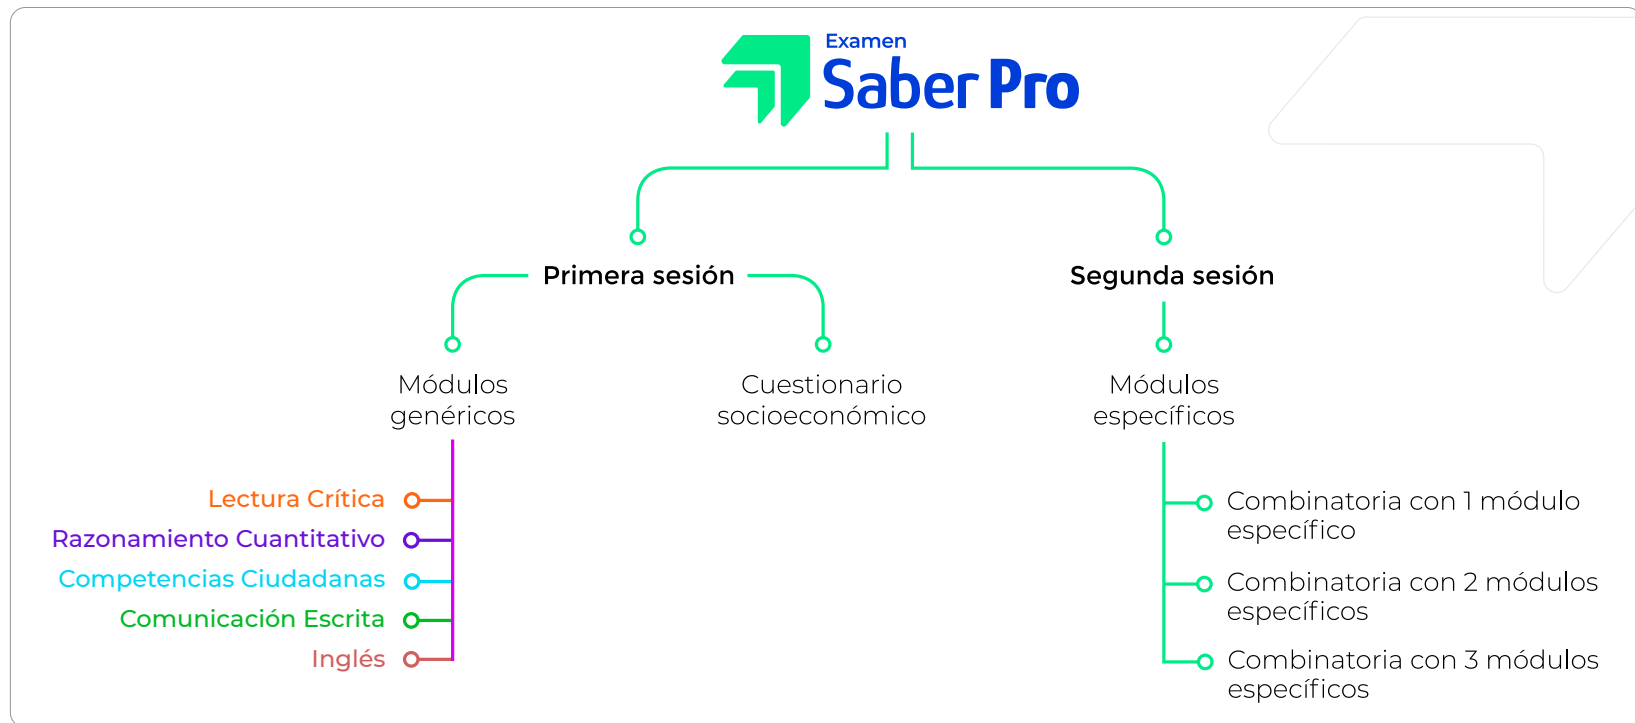 Examen
Saber Pro
Primera sesión
Segunda sesión
Módulos
genéricos
Cuestionario
socioeconómico
Módulos
específicos
Lectura Crítica
Razonamiento Cuantitativo
Competencias Ciudadanas
Comunicación Escrita
Inglés
Combinatoria con 1 módulo
específico
Combinatoria con 2 módulos
específicos
Combinatoria con 3 módulos
específicos